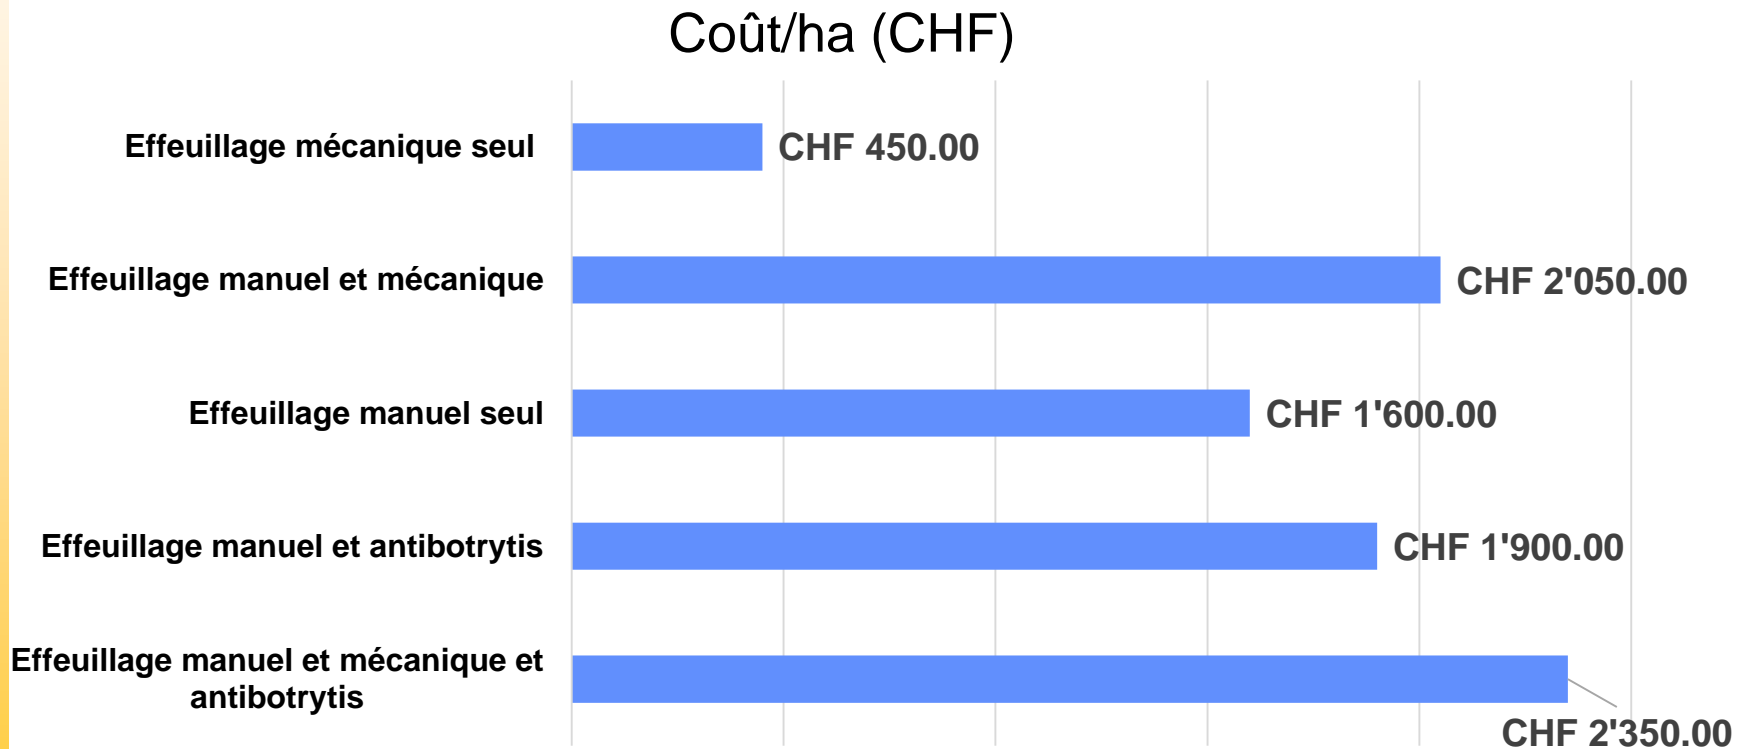 Coût/ha (CHF)
Effeuillage mécanique seul
CHF 450.00
Effeuillage manuel et mécanique
CHF 2'050.00
Effeuillage manuel seul
CHF 1'600.00
Effeuillage manuel et antibotrytis
CHF 1'900.00
Effeuillage manuel et mécanique et
antibotrytis
CHF 2'350.00